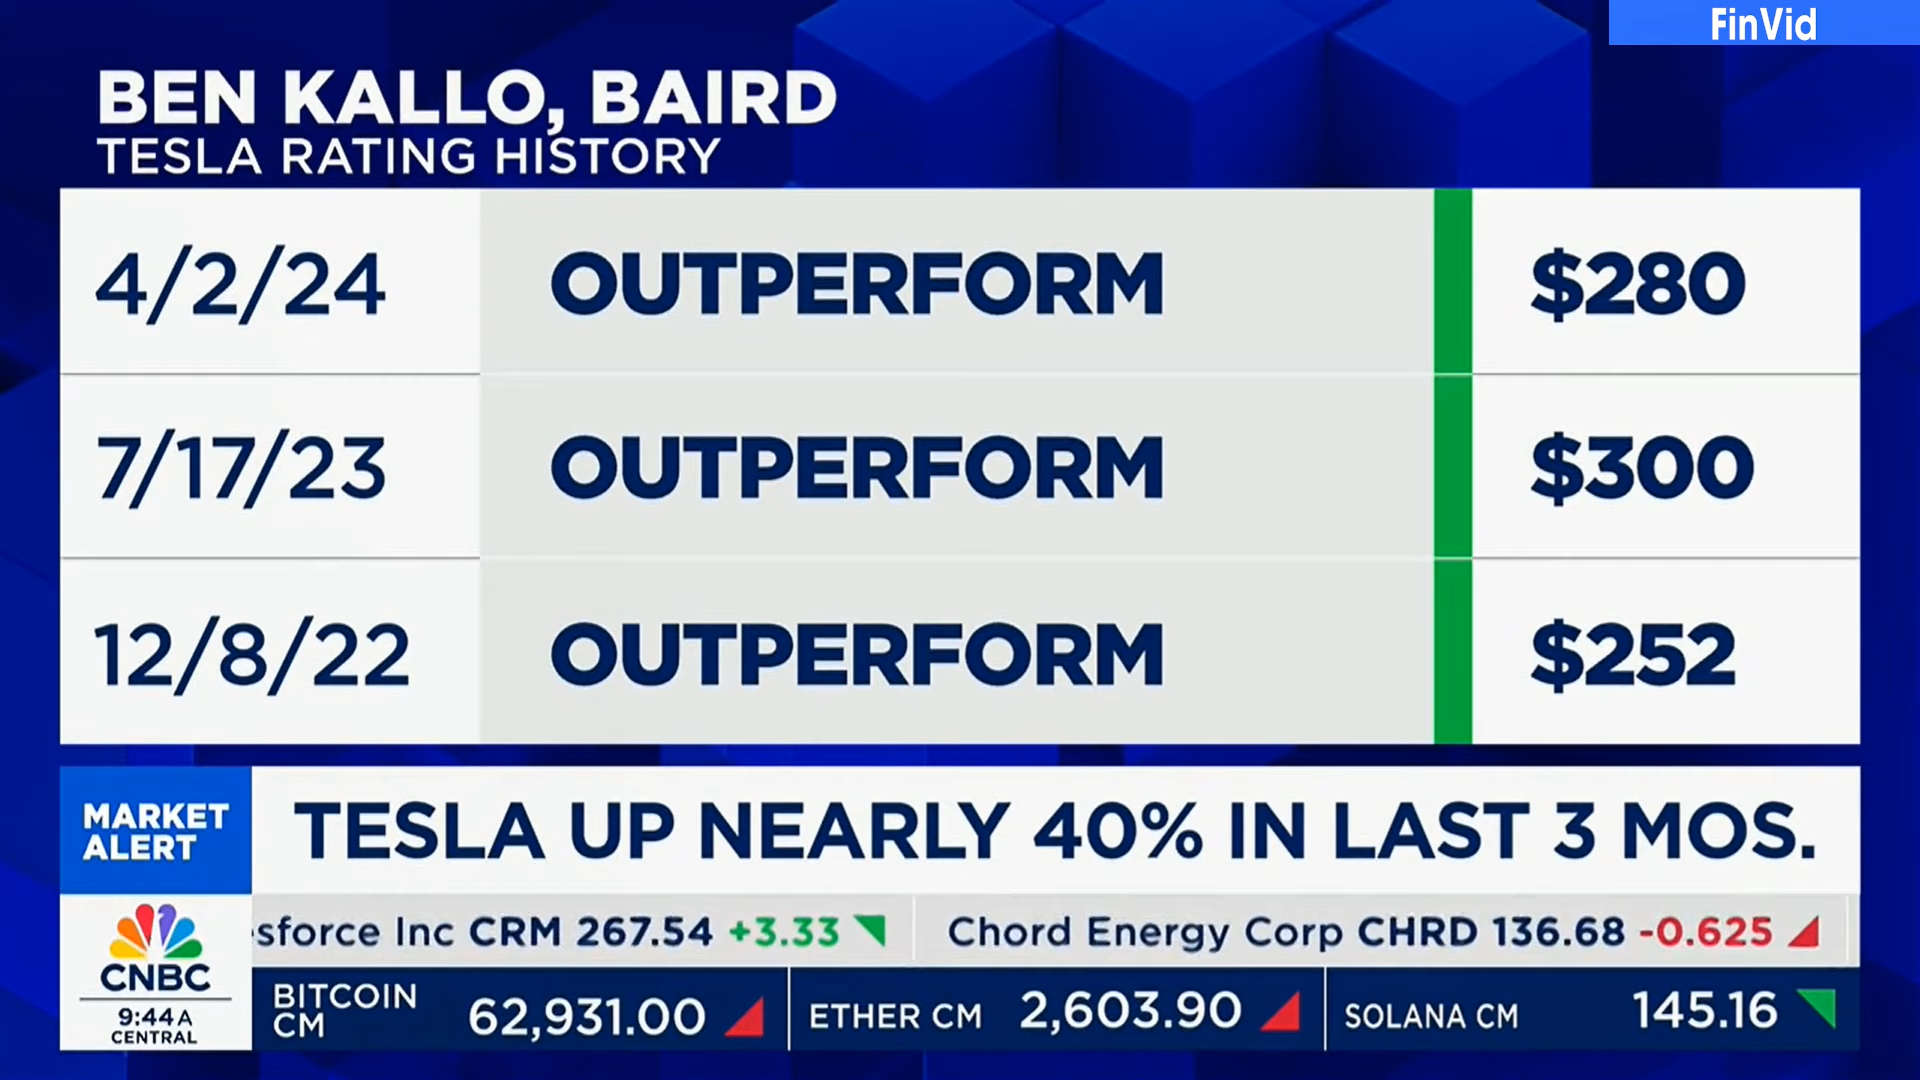 FinVid
BEN KALLO, BAIRD
TESLA RATING HISTORY
4/2/24 OUTPERFORM $280
7/17/23 OUTPERFORM $300
12/8/22 OUTPERFORM $252
MARKET ALERT
TESLA UP NEARLY 40% IN LAST 3 MOS.
sforce Inc CRM 267.54 +3.33 Chord Energy Corp CHRD 136.68 -0.625
CNBC
9:44A
CENTRAL
BITCOIN CM 62,931.00 ETHER CM 2,603.90 SOLANA CM 145.16